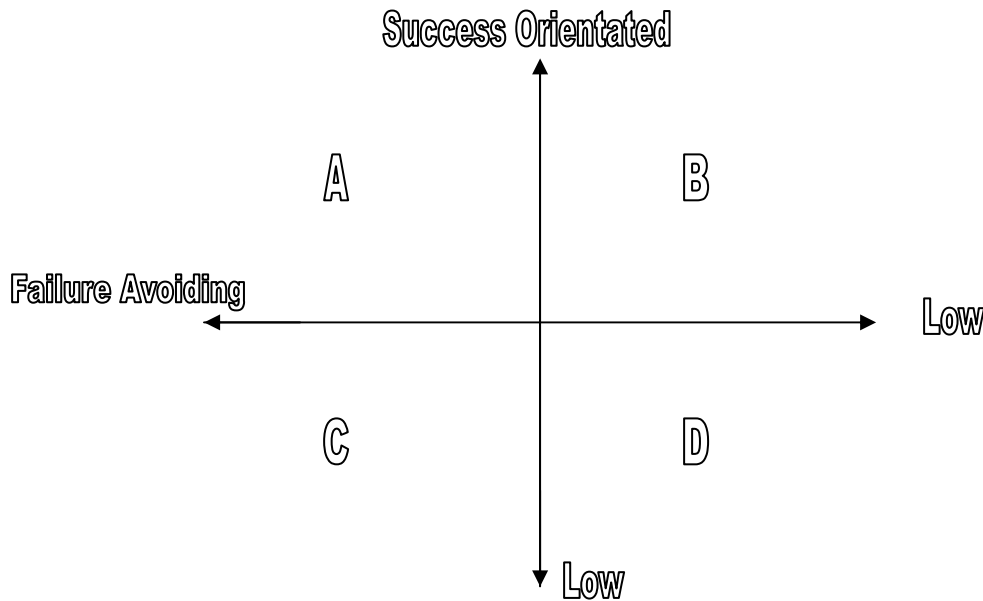 Success Orientated
A B
Failure Avoiding
Low
C D
Low